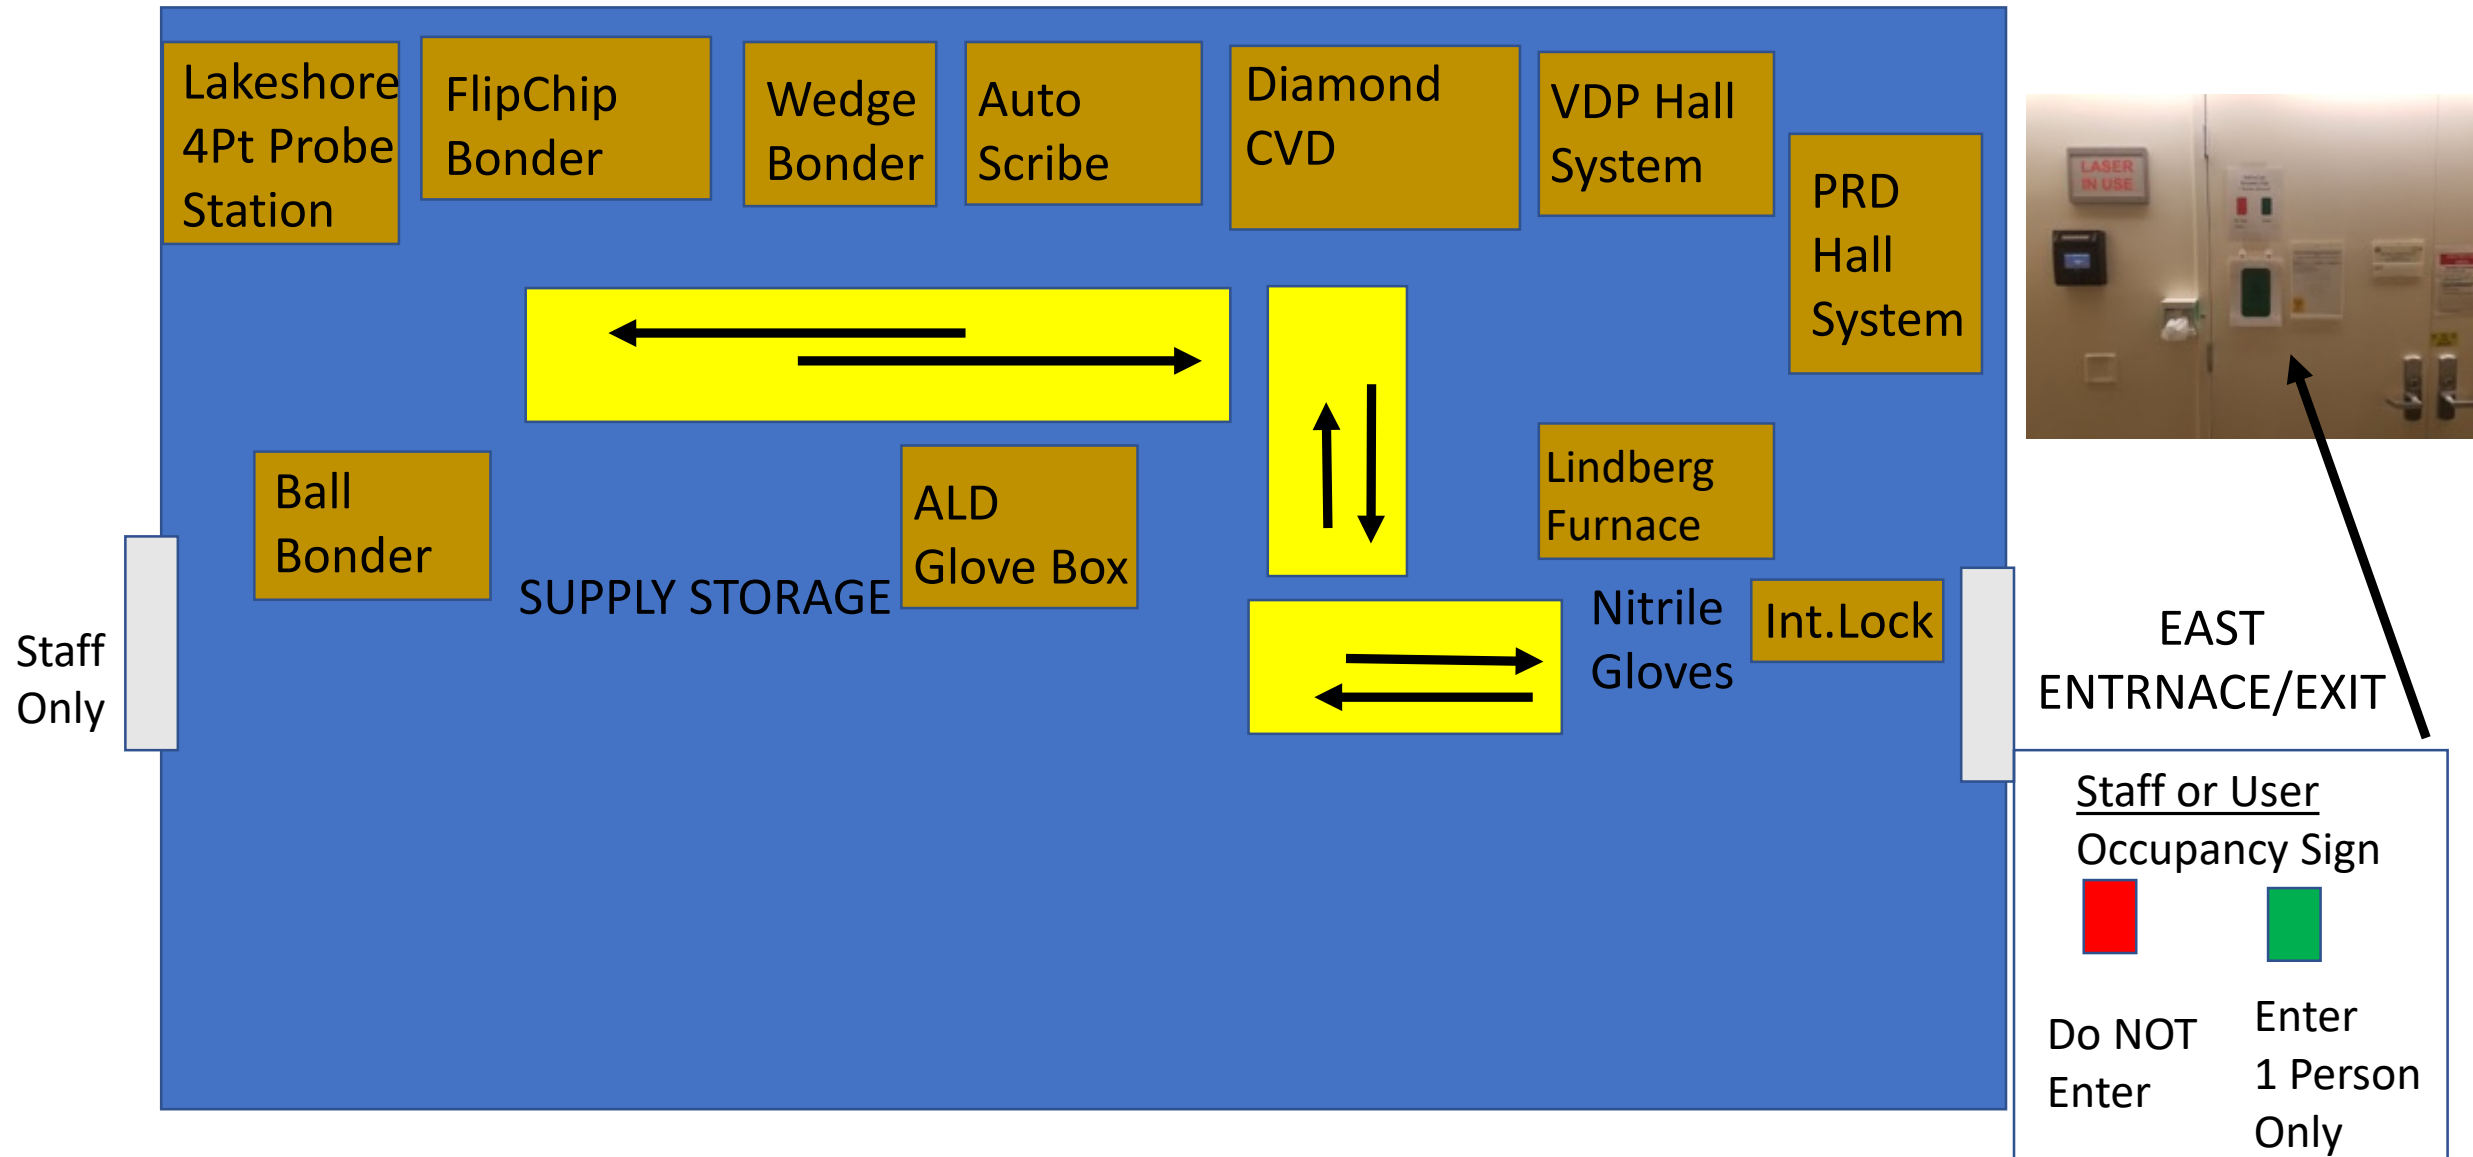 Lakeshore
4Pt Probe
Station
FlipChip
Bonder
Wedge
Bonder
Auto
Scribe
Diamond
CVD
VDP Hall
System
PRD
Hall
System
LASER
IN USE
Ball
Bonder
SUPPLY STORAGE
ALD
Glove Box
Lindberg
Furnace
Nitrile
Gloves
Int.Lock
Staff
Only
EAST
ENTRNACE/EXIT
Staff or User
Occupancy Sign
Do NOT
Enter
Enter
1 Person
Only